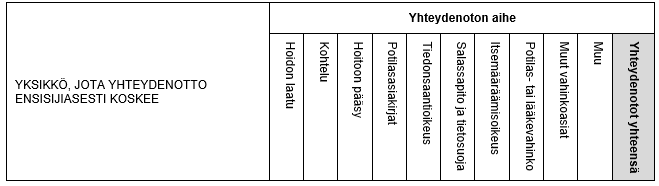 Yhteydenoton aihe
YKSIKKÖ, JOTA YHTEYDENOTTO
ENSISIJIASESTI KOSKEE
Hoidon laatu
Kohtelu
Hoitoon pääsy
Potilasasiakirjat
Tiedonsaantioikeus
Salassapito ja tietosuoja
Itsemääräämisoikeus
Potilas- tai lääkevahinko
Muut vahinkoasiat
Muu
Yhteydenotot yhteensä